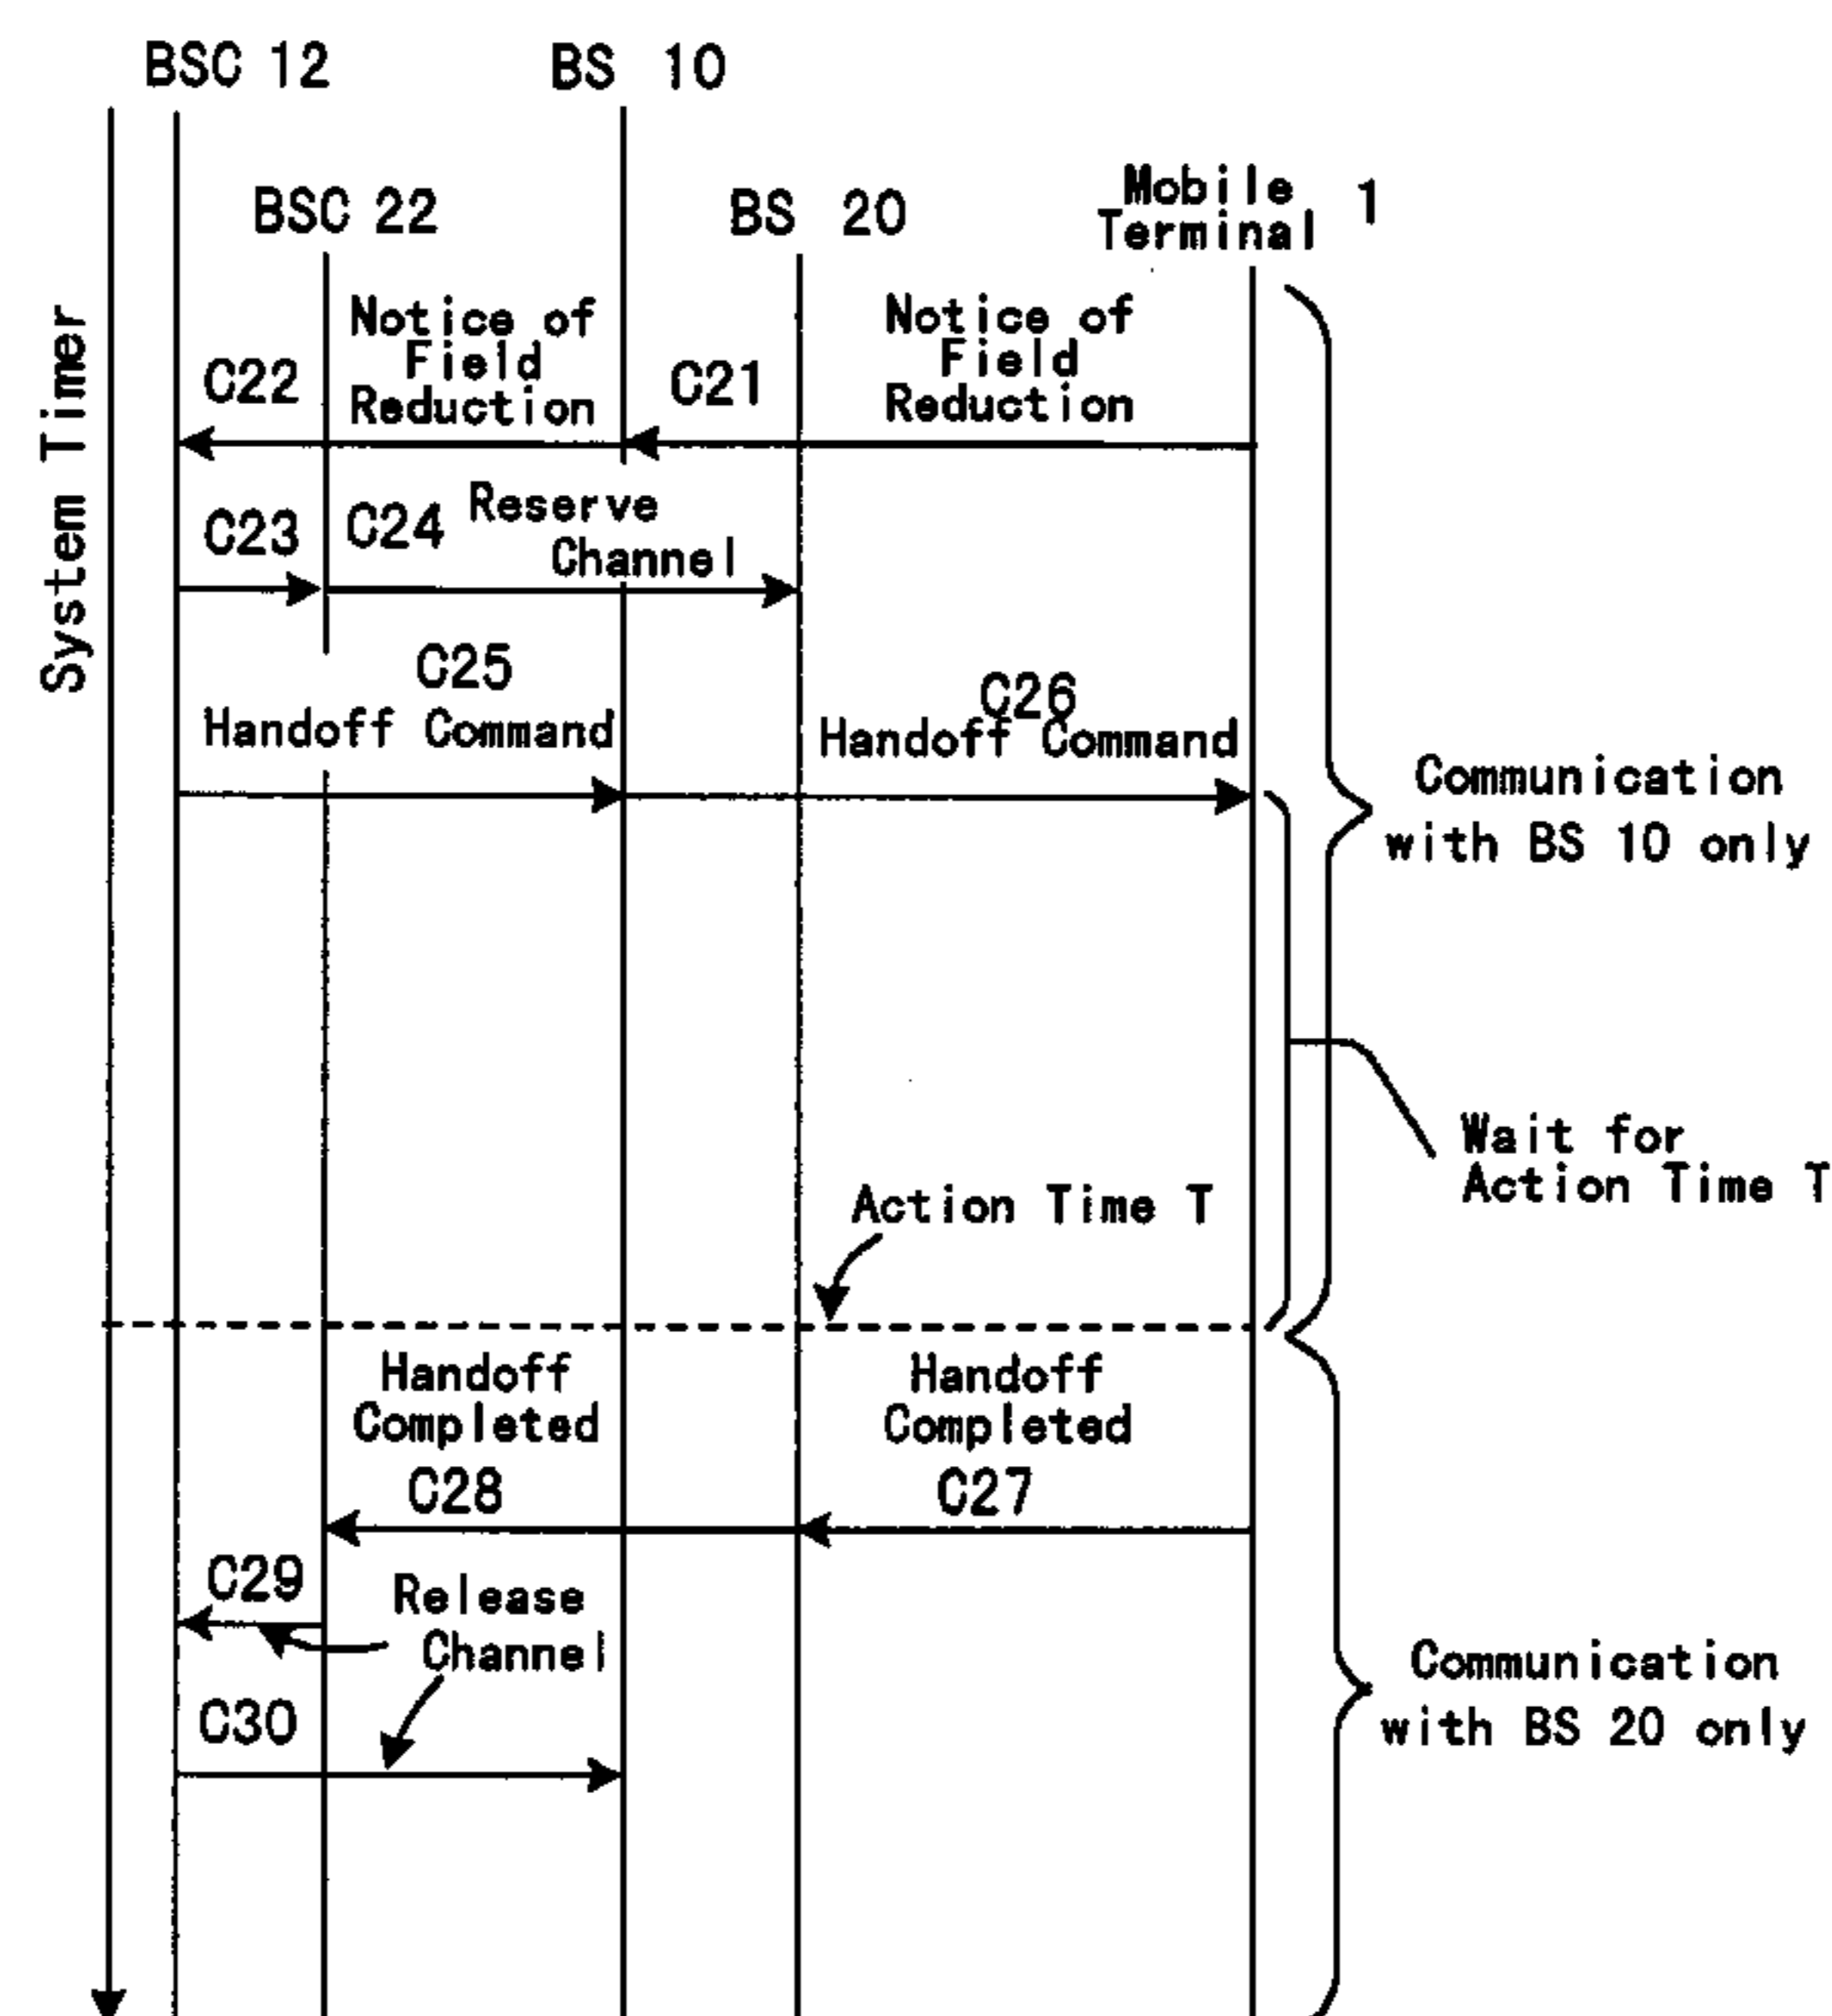 BSC 12
BS 10
BSC 22
BS 20
Mobile
Terminal 1
System Timer
Notice of
Field
Reduction
C22
C21
Notice of
Field
Reduction
C23
C24
Reserve
Channel
C25
Handoff Command
C26
Handoff Command
Communication
with BS 10 only
Wait for
Action Time T
Action Time T
Handoff
Completed
C28
Handoff
Completed
C27
C29
Release
Channel
C30
Communication
with BS 20 only